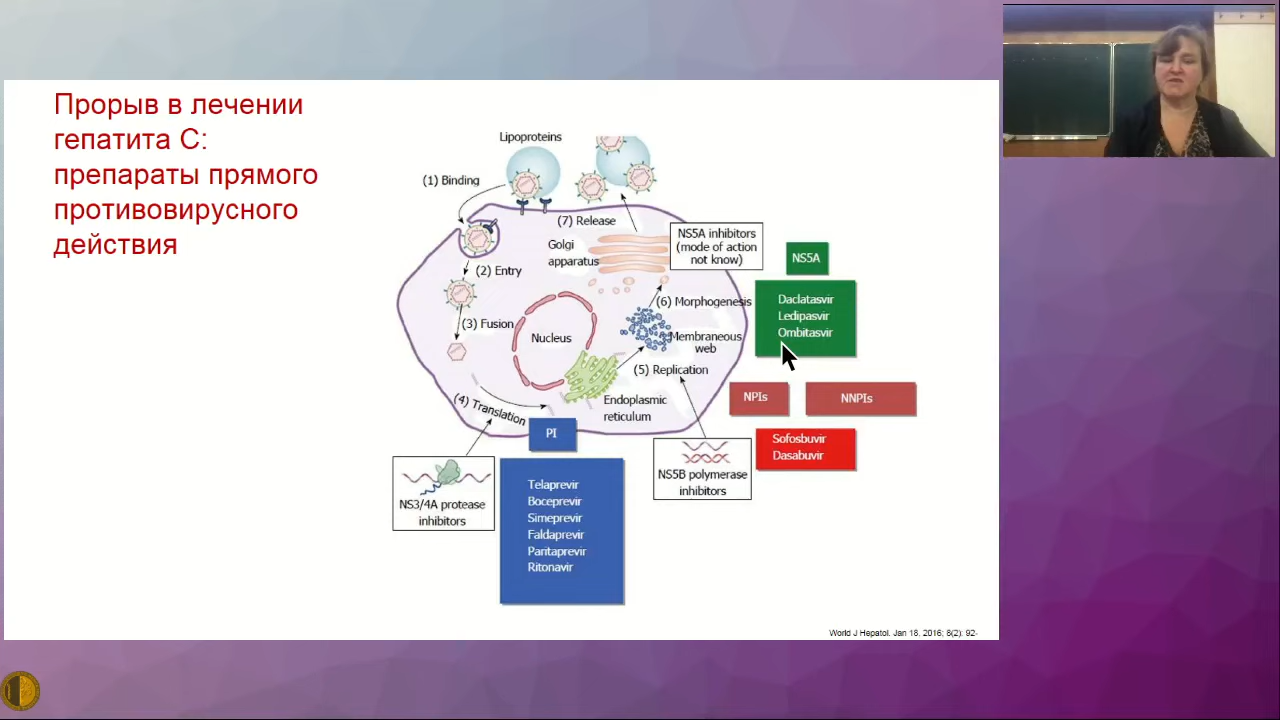 Прорыв в лечении
гепатита С:
препараты прямого
противовирусного
действия
Lipoproteins
(1) Binding
(7) Release
Golgi
apparatus
NS5A inhibitors
(mode of action
not know)
NS5A
(2) Entry
Daclatasvir
Ledipasvir
Ombitasvir
(6) Morphogenesis
(3) Fusion
Nucleus
Membraneous
web
(5) Replication
(4) Translation
Endoplasmic
reticulum
NPIs
NNPIs
PI
Sofosbuvir
Dasabuvir
NS5B polymerase
inhibitors
NS3/4A protease
inhibitors
Telaprevir
Boceprevir
Simeprevir
Faldaprevir
Paritaprevir
Ritonavir
World J Hepatol. Jan 18, 2016; 8(2): 92-